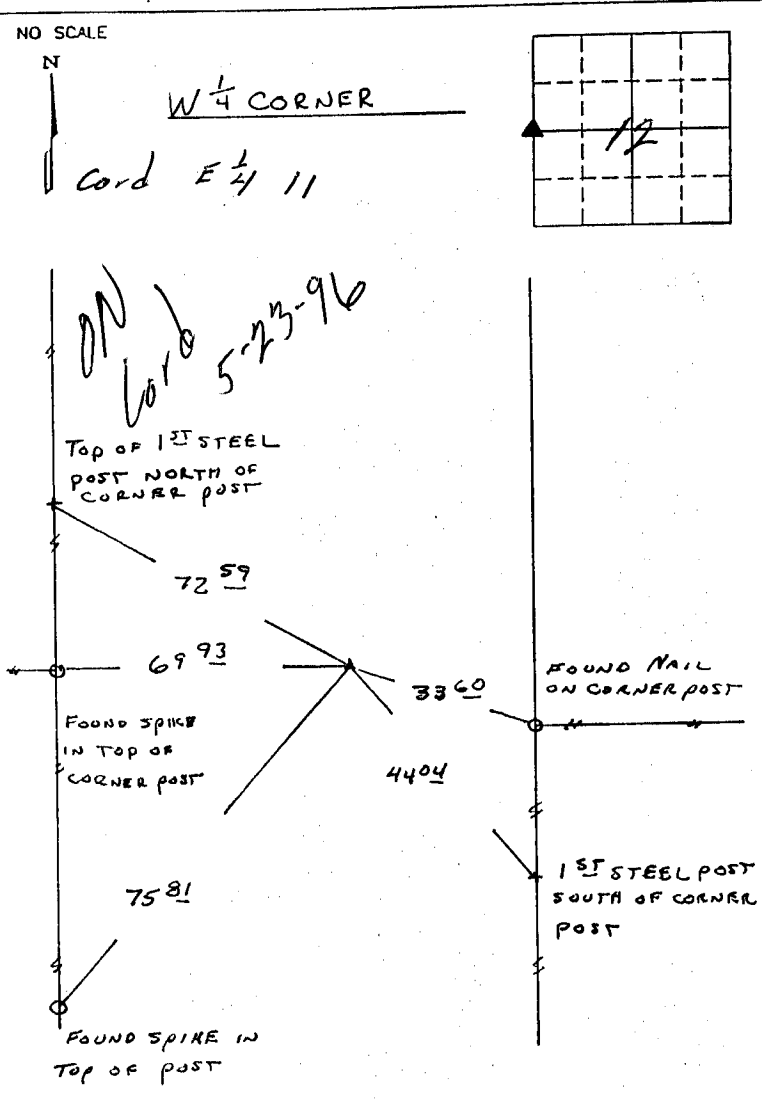 NO SCALE
N
W 1/4 CORNER
Cord E 1/4 11
12
ON
Cord
5-23-96
TOP OF 1ST STEEL
POST NORTH OF
CORNER POST
72 59
69 93
33 60
FOUND NAIL
ON CORNER POST
FOUND SPIKE
IN TOP OF
CORNER POST
44 04
1ST STEEL POST
SOUTH OF CORNER
POST
75 81
FOUND SPIKE IN
TOP OF POST